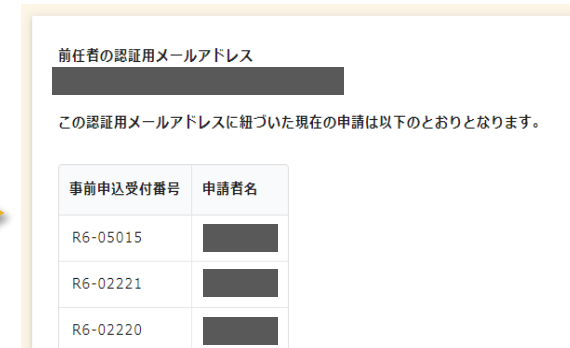 前任者の認証用メールアドレス
この認証用メールアドレスに紐づいた現在の申請は以下のとおりとなります。
事前申込受付番号 申請者名
R6-05015
R6-02221
R6-02220